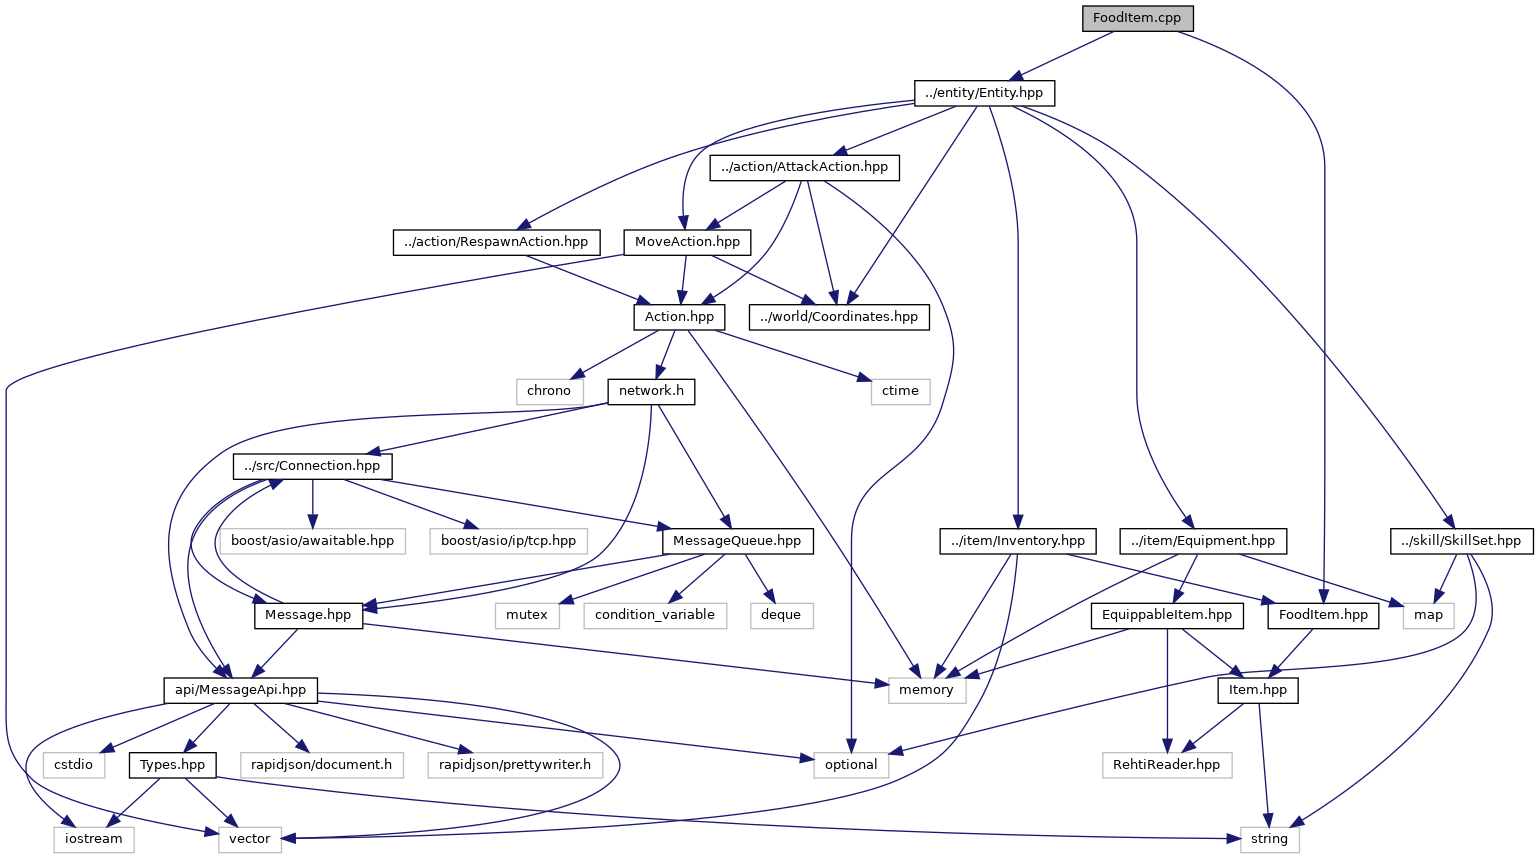 FoodItem.cpp
../entity/Entity.hpp
../action/AttackAction.hpp
../action/RespawnAction.hpp
MoveAction.hpp
Action.hpp
../world/Coordinates.hpp
chrono
network.h
ctime
../src/Connection.hpp
boost/asio/awaitable.hpp
boost/asio/ip/tcp.hpp
MessageQueue.hpp
../item/Inventory.hpp
../item/Equipment.hpp
../skill/SkillSet.hpp
Message.hpp
mutex
condition_variable
deque
EquippableItem.hpp
FoodItem.hpp
map
api/MessageApi.hpp
memory
Item.hpp
cstdio
Types.hpp
rapidjson/document.h
rapidjson/prettywriter.h
optional
RehtiReader.hpp
iostream
vector
string